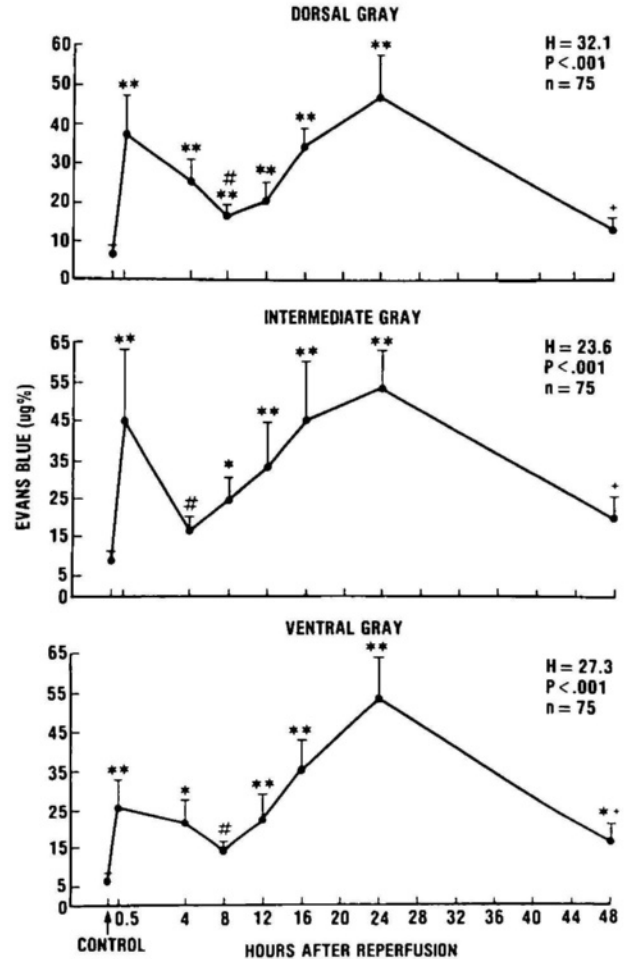 DORSAL GRAY
60
50
40
30
20
10
0
**
**
#
**
**
**
**
+
H = 32.1
P < .001
n = 75
INTERMEDIATE GRAY
65
55
45
35
25
15
5
0
**
#
*
**
**
**
+
H = 23.6
P < .001
n = 75
EVANS BLUE (ug%)
VENTRAL GRAY
65
55
45
35
25
15
5
0
**
*
#
**
**
**
*+
H = 27.3
P < .001
n = 75
0.5 4 8 12 16 20 24 28 32 36 40 44 48
CONTROL
HOURS AFTER REPERFUSION